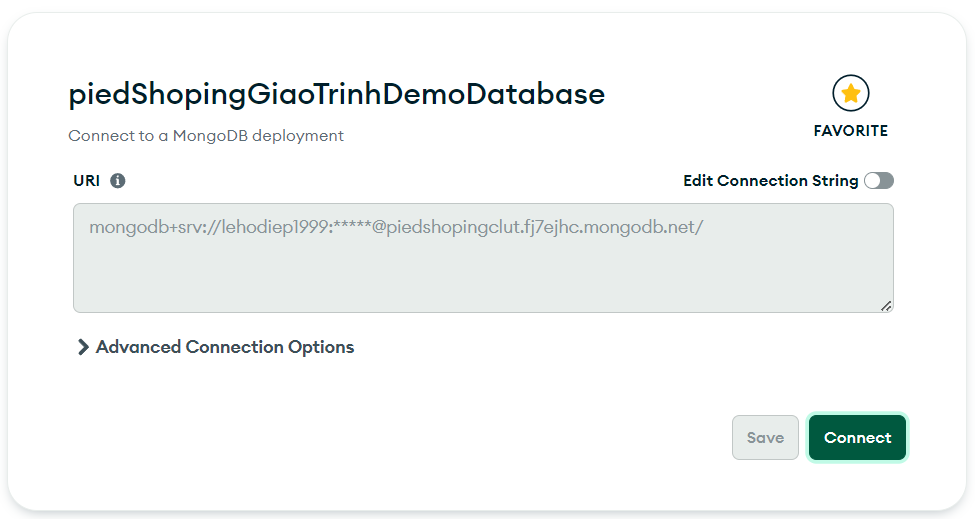 piedShopingGiaoTrinhDemoDatabase
Connect to a MongoDB deployment
FAVORITE
URI
Edit Connection String
mongodb+srv://lehodiep1999:*****@piedshopingclut.fj7ejhc.mongodb.net/
Advanced Connection Options
Save
Connect